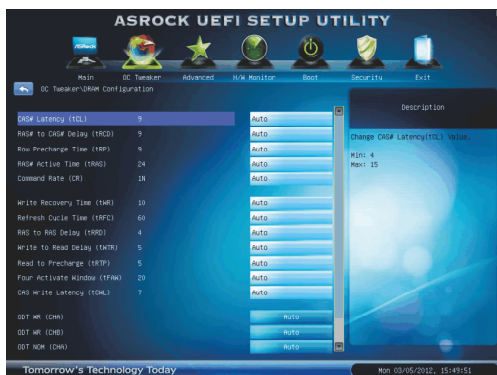 ASROCK UEFI SETUP UTILITY
ASRock
Main OC Tweaker Advanced H/W Monitor Boot Security Exit
OC Tweaker\DRAM Configuration
Description
CAS# Latency (tCL) 9 Auto
Change CAS# Latency(tCL) Value.
RAS# to CAS# Delay (tRCD) 9 Auto
Row Precharge Time (tRP) 9 Auto
Min: 4
Max: 15
RAS# Active Time (tRAS) 24 Auto
Command Rate (CR) 1N Auto
Write Recovery Time (tWR) 10 Auto
Refresh Cycle Time (tRFC) 60 Auto
RAS to RAS Delay (tRRD) 4 Auto
Write to Read Delay (tWTR) 5 Auto
Read to Precharge (tRTP) 5 Auto
Four Activate Window (tFAW) 20 Auto
CAS Write Latency (tCWL) 7 Auto
ODT WR (CHA) Auto
ODT WR (CHB) Auto
ODT NOM (CHA) Auto
Tomorrow's Technology Today
Mon 03/05/2012, 15:49:51